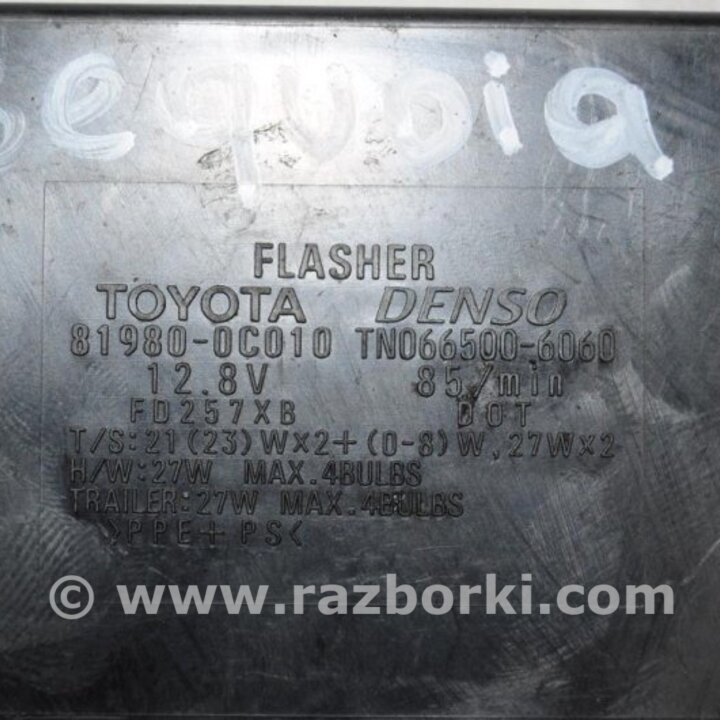 Sequoia
FLASHER
TOYOTA DENSO
81980-0C010 TN066500-6060
12.8V 85/min
FD257XB DOT
T/S:21(23)W×2+(0-8)W,27W×2
H/W:27W MAX.4BULBS
TRAILER:27W MAX.4BULBS
>PPE+PS<
© www.razborki.com